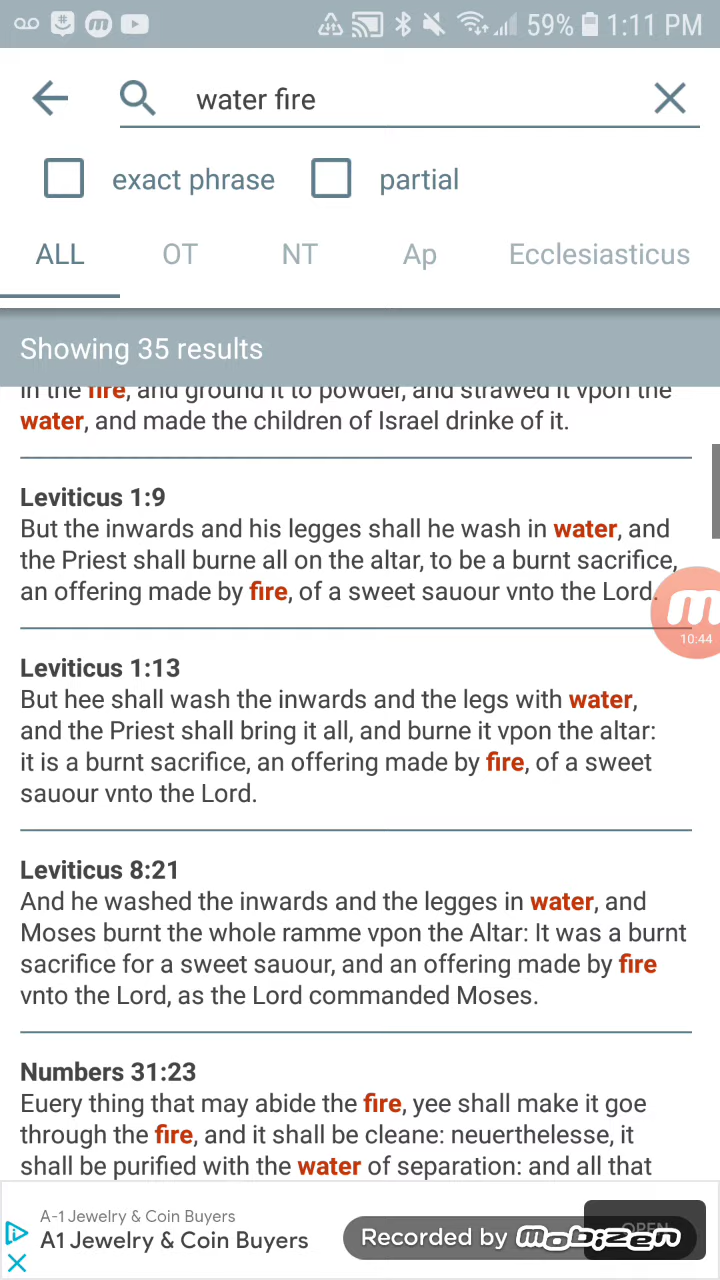 59% 1:11 PM
water fire
exact phrase partial
ALL OT NT Ap Ecclesiasticus
Showing 35 results
in the fire, and ground it to powder, and strawed it vpon the
water, and made the children of Israel drinke of it.
Leviticus 1:9
But the inwards and his legges shall he wash in water, and
the Priest shall burne all on the altar, to be a burnt sacrifice,
an offering made by fire, of a sweet sauour vnto the Lord.
m
10:44
Leviticus 1:13
But hee shall wash the inwards and the legs with water,
and the Priest shall bring it all, and burne it vpon the altar:
it is a burnt sacrifice, an offering made by fire, of a sweet
sauour vnto the Lord.
Leviticus 8:21
And he washed the inwards and the legges in water, and
Moses burnt the whole ramme vpon the Altar: It was a burnt
sacrifice for a sweet sauour, and an offering made by fire
vnto the Lord, as the Lord commanded Moses.
Numbers 31:23
Euery thing that may abide the fire, yee shall make it goe
through the fire, and it shall be cleane: neuerthelesse, it
shall be purified with the water of separation: and all that
A-1 Jewelry & Coin Buyers
A1 Jewelry & Coin Buyers
OPEN
Recorded by mobizen